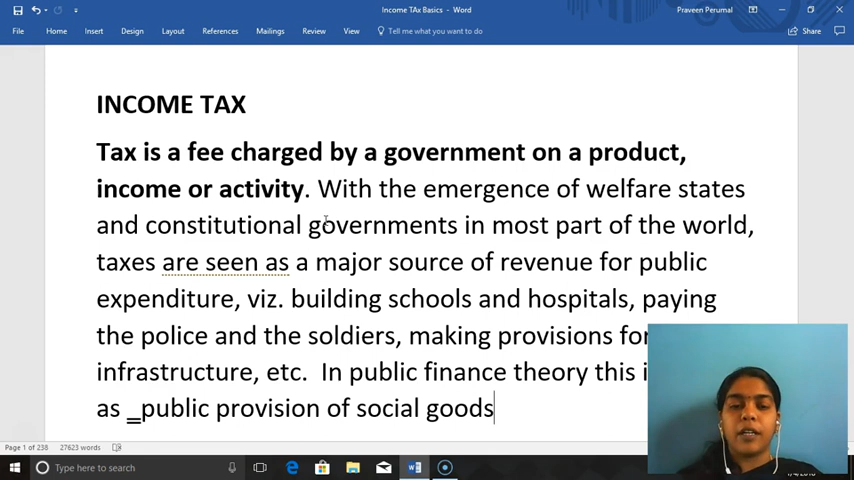 Income TAx Basics - Word
Praveen Perumal
File Home Insert Design Layout References Mailings Review View Tell me what you want to do Share
INCOME TAX
Tax is a fee charged by a government on a product,
income or activity. With the emergence of welfare states
and constitutional governments in most part of the world,
taxes are seen as a major source of revenue for public
expenditure, viz. building schools and hospitals, paying
the police and the soldiers, making provisions for
infrastructure, etc. In public finance theory this i
as _public provision of social goods
Page 1 of 238 27623 words
Type here to search